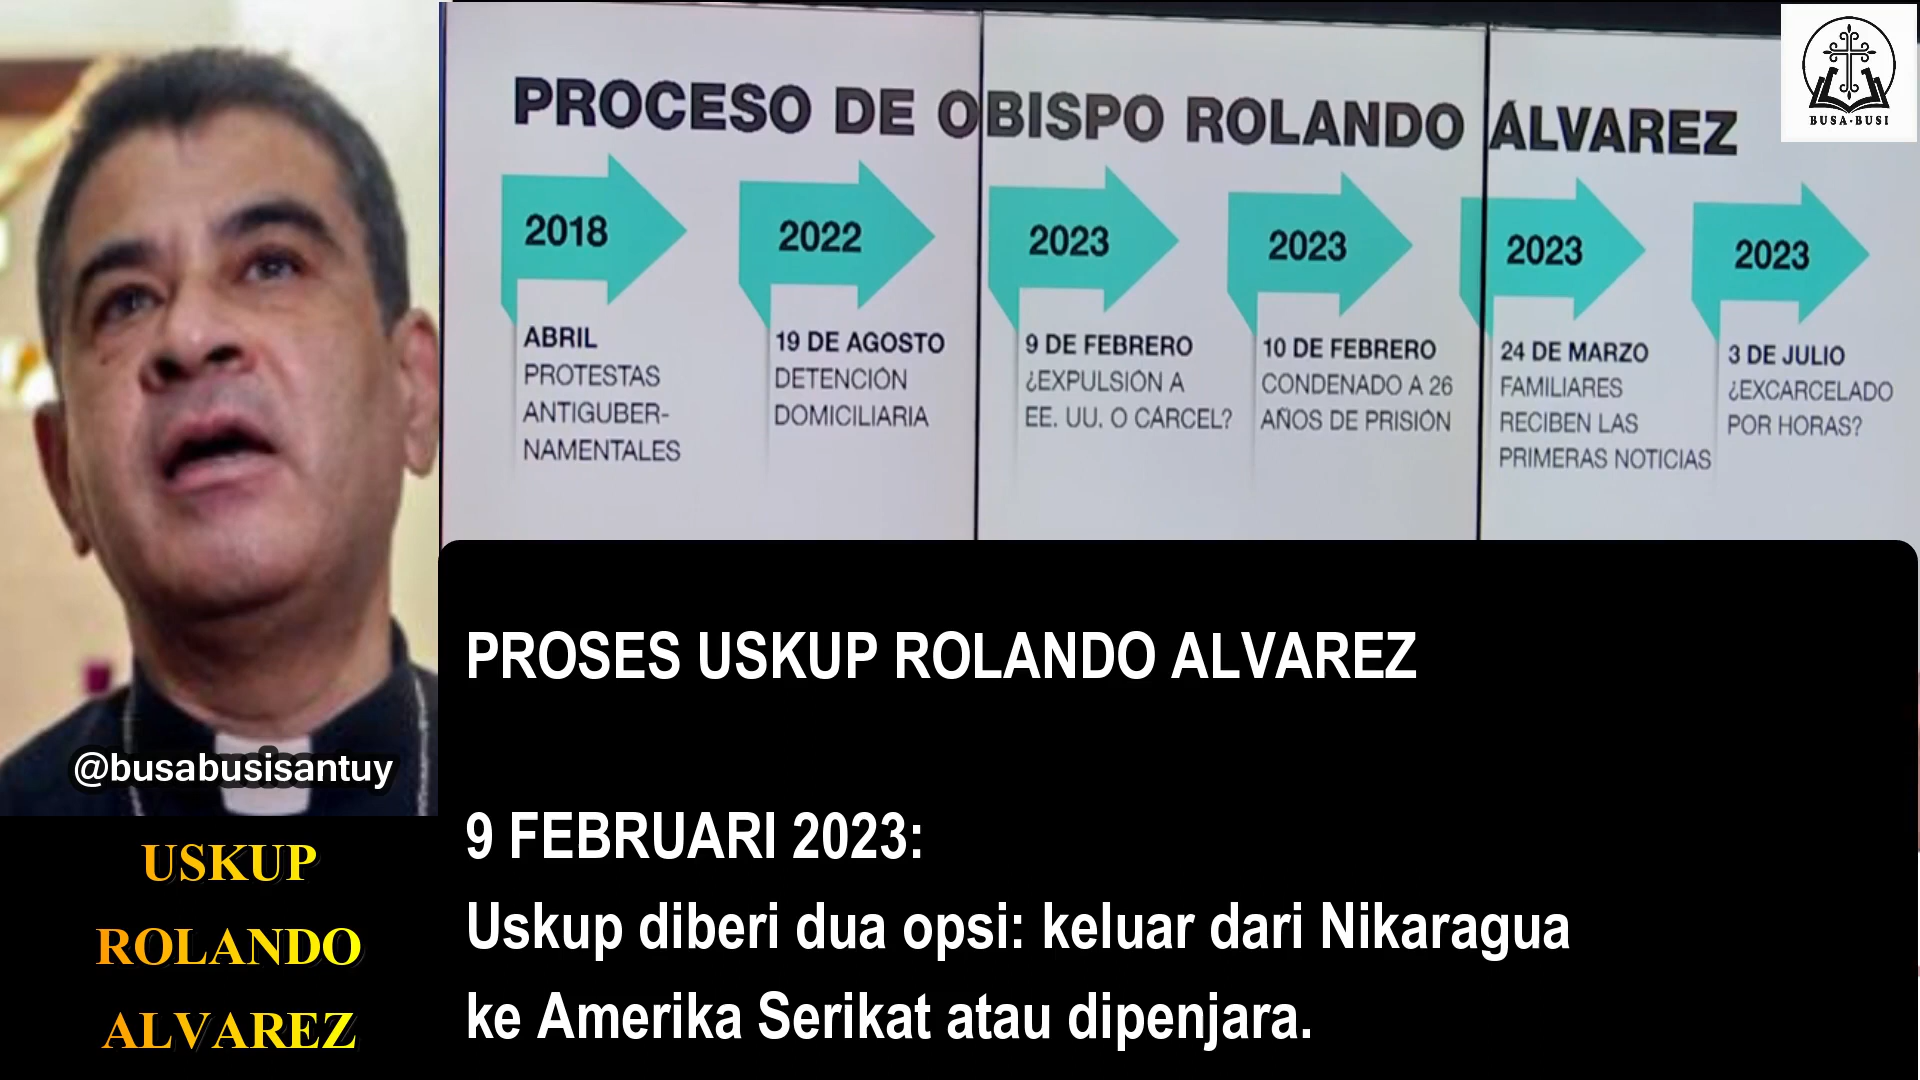 PROCESO DE OBISPO ROLANDO ÁLVAREZ
BUSA-BUSI
2018
ABRIL
PROTESTAS
ANTIGUBER-
NAMENTALES
2022
19 DE AGOSTO
DETENCIÓN
DOMICILIARIA
2023
9 DE FEBRERO
¿EXPULSIÓN A
EE. UU. O CÁRCEL?
2023
10 DE FEBRERO
CONDENADO A 26
AÑOS DE PRISIÓN
2023
24 DE MARZO
FAMILIARES
RECIBEN LAS
PRIMERAS NOTICIAS
2023
3 DE JULIO
¿EXCARCELADO
POR HORAS?
@busabusisantuy
USKUP
ROLANDO
ALVAREZ
PROSES USKUP ROLANDO ALVAREZ
9 FEBRUARI 2023:
Uskup diberi dua opsi: keluar dari Nikaragua
ke Amerika Serikat atau dipenjara.